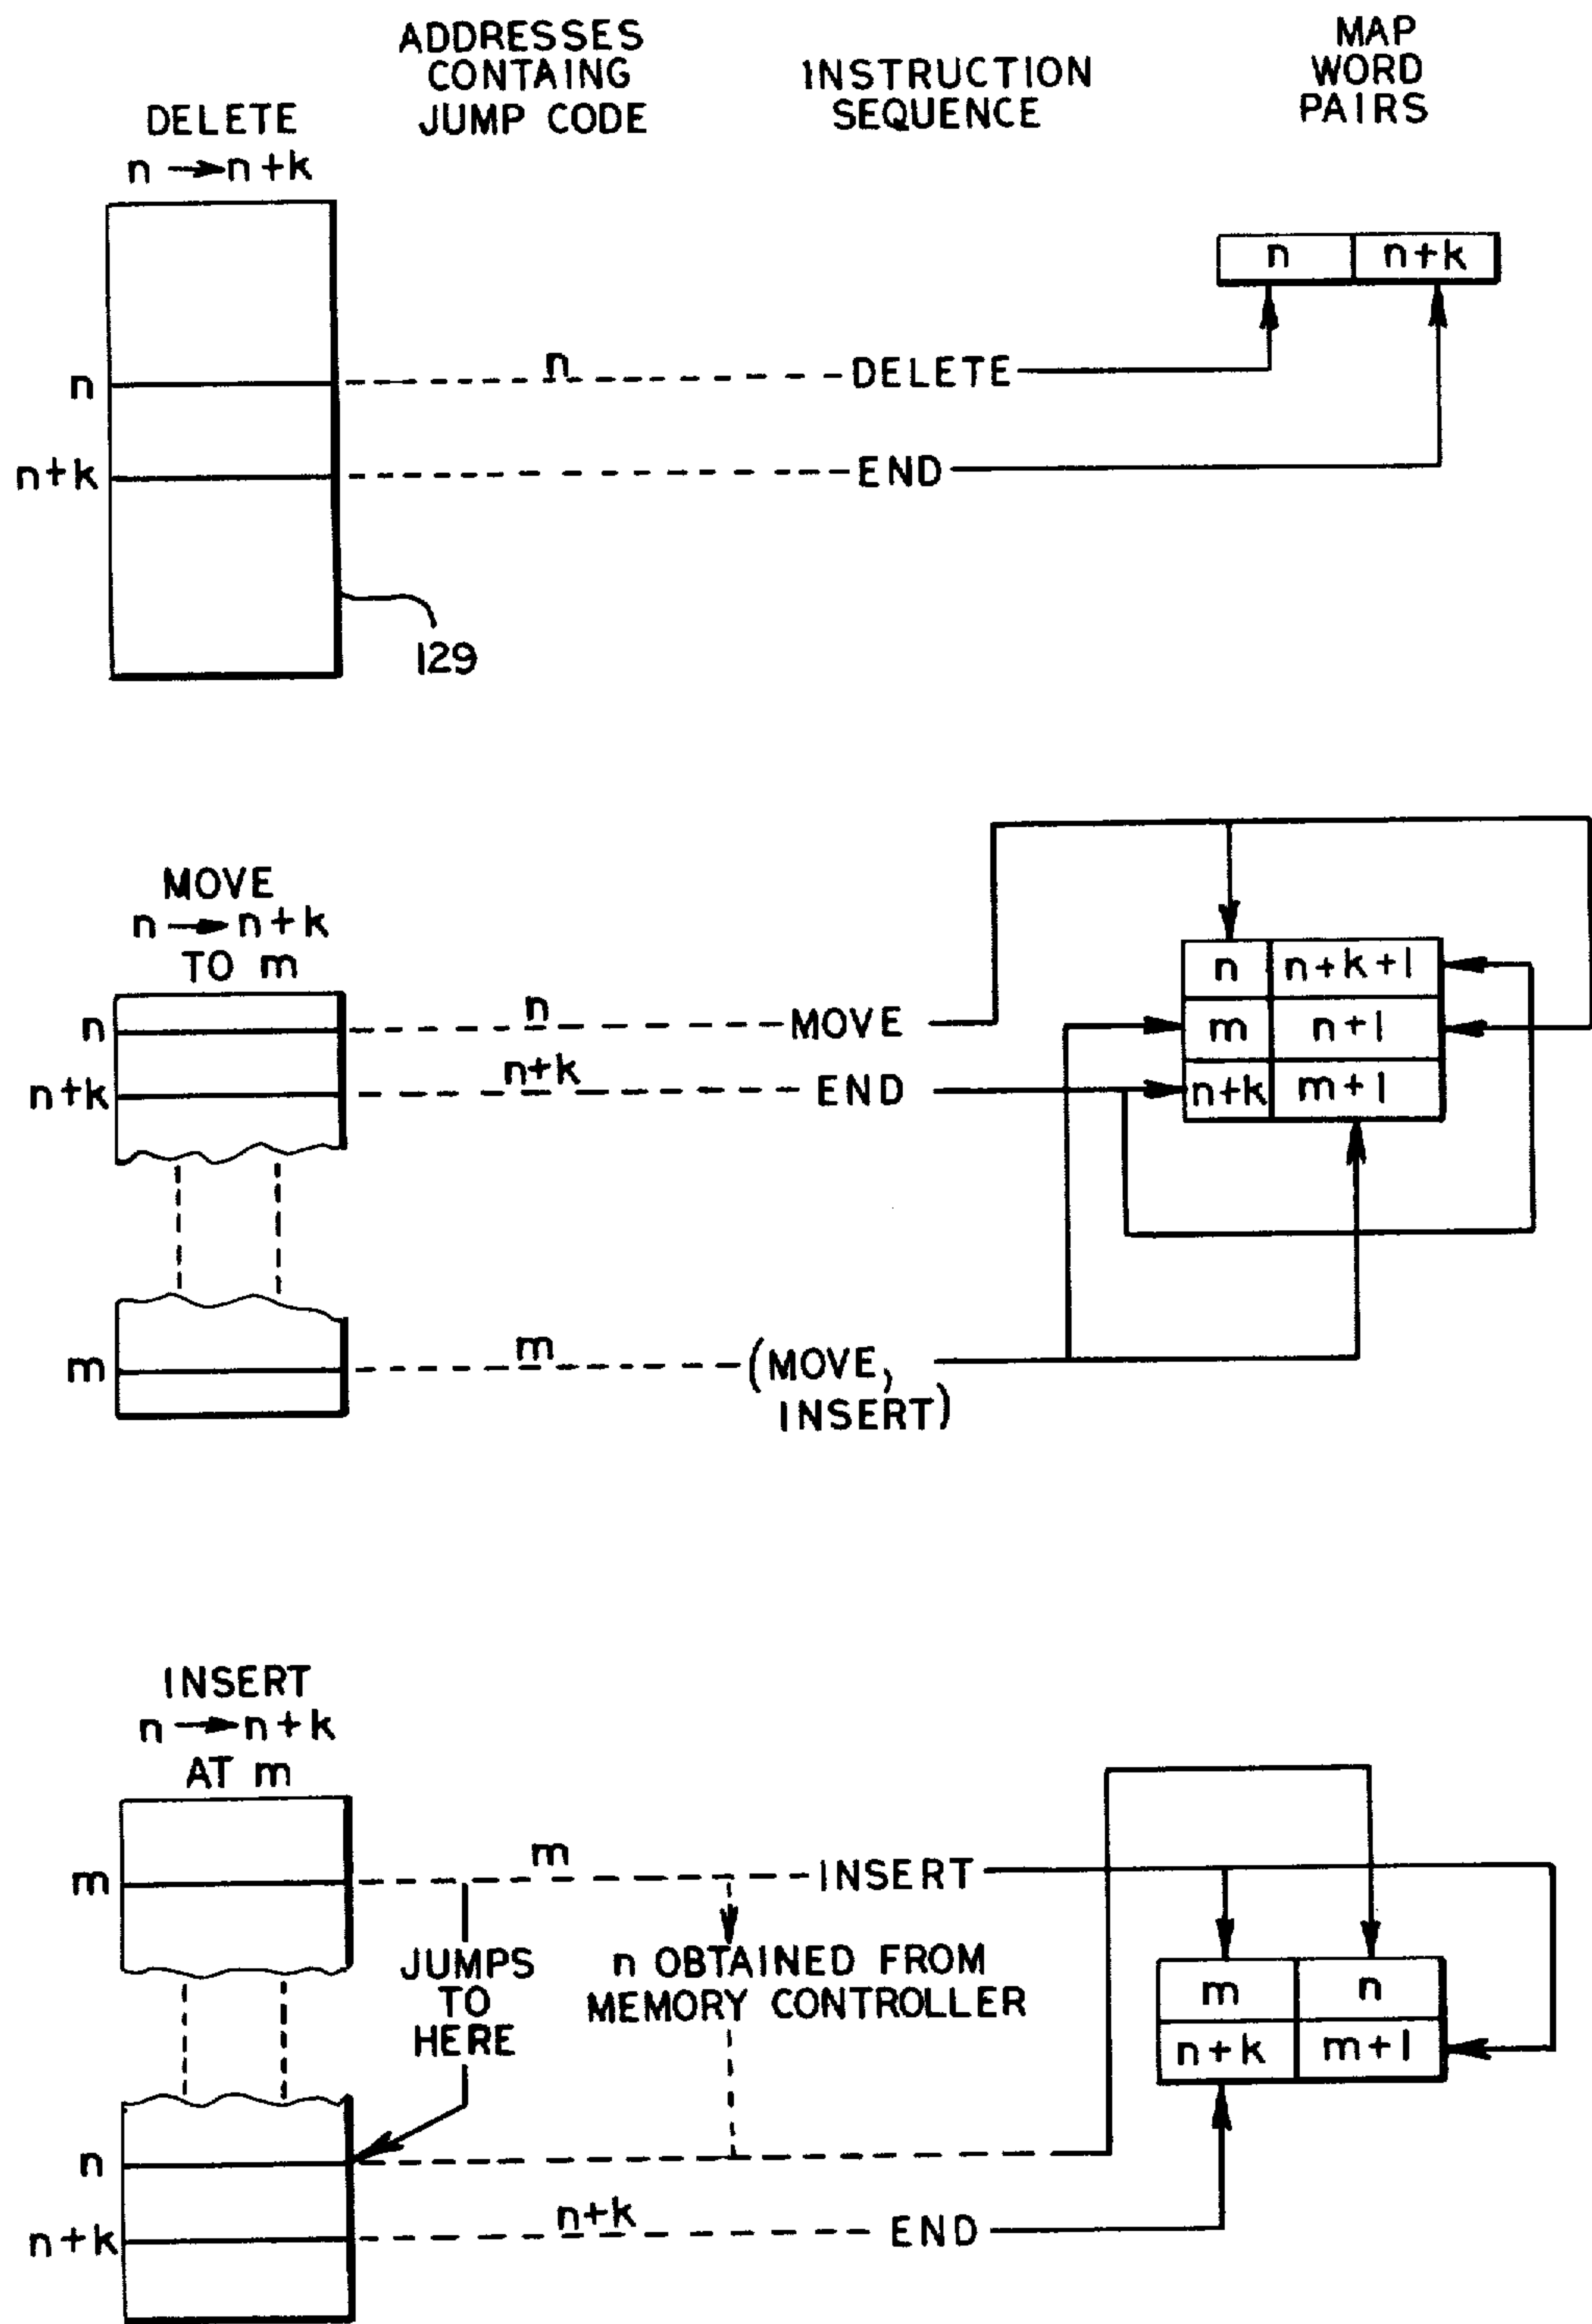 ADDRESSES
CONTAING
JUMP CODE
INSTRUCTION
SEQUENCE
MAP
WORD
PAIRS
DELETE
n → n+k
n
n+k
n
DELETE
END
n
n+k
129
MOVE
n → n+k
TO m
n
n+k
m
n
n+k
m
MOVE
END
(MOVE,
INSERT)
n
n+k+1
m
n+1
n+k
m+1
INSERT
n → n+k
AT m
m
n
n+k
m
INSERT
JUMPS
TO
HERE
n OBTAINED FROM
MEMORY CONTROLLER
n+k
END
m
n
n+k
m+1